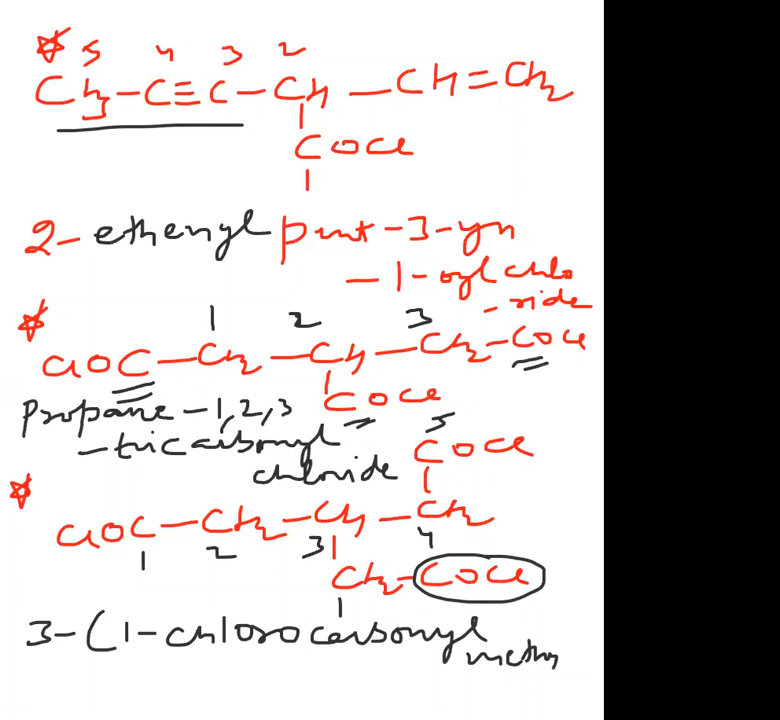 5 4 3 2
CH3-C≡C-CH-CH=CH2
COCl
2-ethenyl pent-3-yn
-1-oyl chlo
-ride
1 2 3
ClOC-CH2-CH-CH2-COCl
COCl
Propane-1,2,3
-tricarbonyl
chloride
5
COCl
ClOC-CH2-CH-CH2
1 2 3 4
CH2-COCl
1
3-(1-chlorocarbonyl
methy